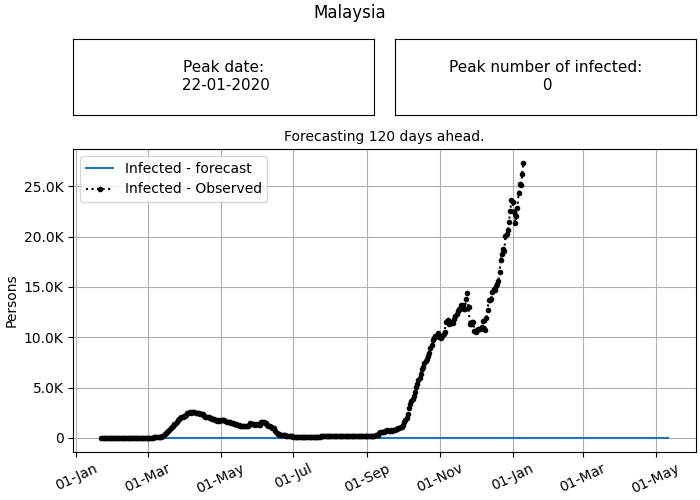 Malaysia
Peak date:
22-01-2020
Peak number of infected:
0
Forecasting 120 days ahead.
Infected - forecast
Infected - Observed
25.0K
20.0K
15.0K
10.0K
5.0K
0
Persons
01-Jan
01-Mar
01-May
01-Jul
01-Sep
01-Nov
01-Jan
01-Mar
01-May